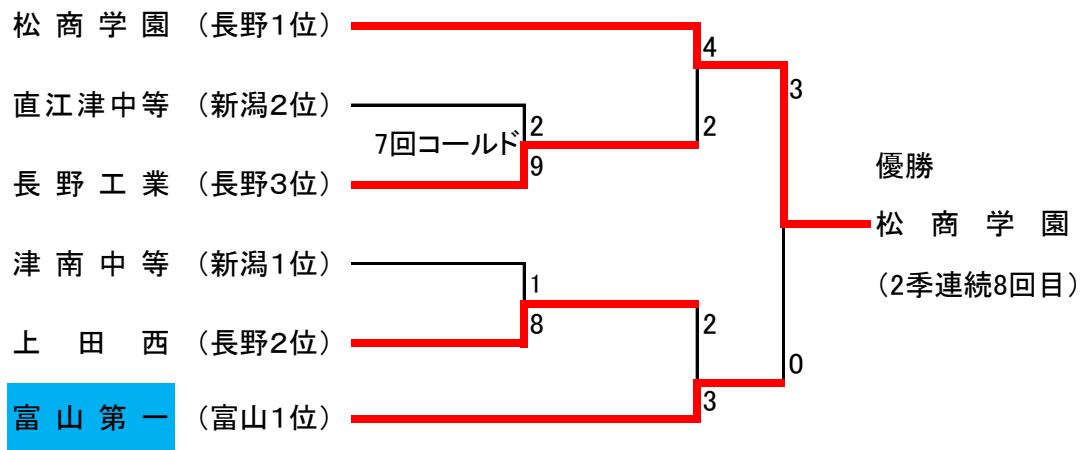 松商学園 （長野1位）
4
3
直江津中等 （新潟2位）
2
2
7回コールド
9
長野工業 （長野3位）
優勝
松商学園
（2季連続8回目）
津南中等 （新潟1位）
1
8
2
上田西 （長野2位）
0
3
富山第一 （富山1位）